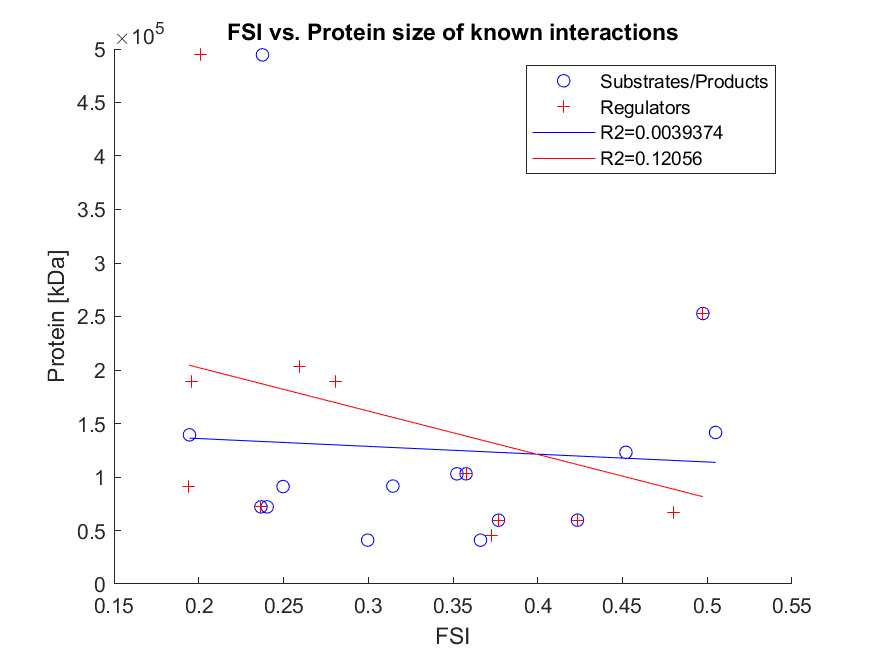 FSI vs. Protein size of known interactions
×10^5
Substrates/Products
Regulators
R2=0.0039374
R2=0.12056
5
4.5
4
3.5
3
2.5
2
1.5
1
0.5
0
Protein [kDa]
0.15 0.2 0.25 0.3 0.35 0.4 0.45 0.5 0.55
FSI